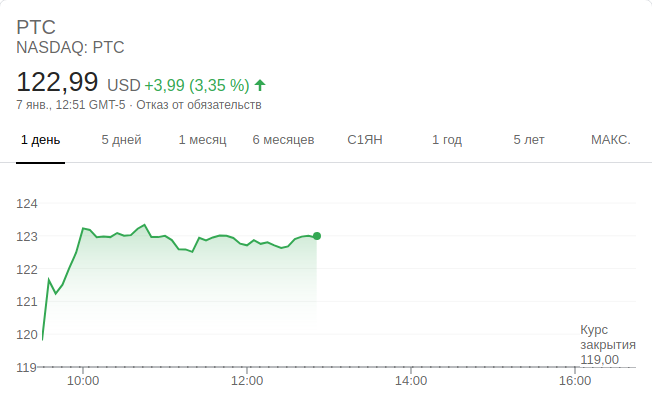 PTC
NASDAQ: PTC
122,99 USD +3,99 (3,35 %)
7 янв., 12:51 GMT-5 · Отказ от обязательств
1 день 5 дней 1 месяц 6 месяцев С1ЯН 1 год 5 лет МАКС.
124
123
122
121
120
Курс
закрытия
119,00
119
10:00 12:00 14:00 16:00